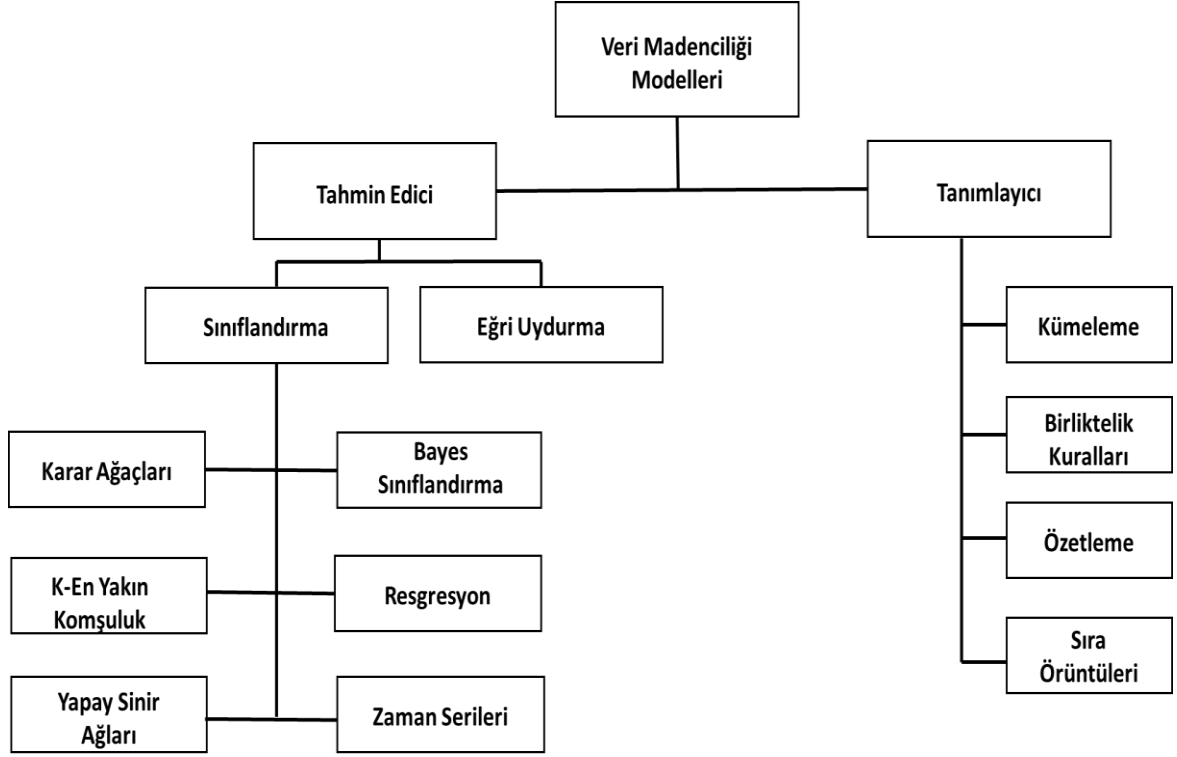 Veri Madenciliği
Modelleri
Tahmin Edici
Tanımlayıcı
Sınıflandırma
Eğri Uydurma
Kümeleme
Birliktelik
Kuralları
Karar Ağaçları
Bayes
Sınıflandırma
Özetleme
K-En Yakın
Komşuluk
Resgresyon
Sıra
Örüntüleri
Yapay Sinir
Ağları
Zaman Serileri